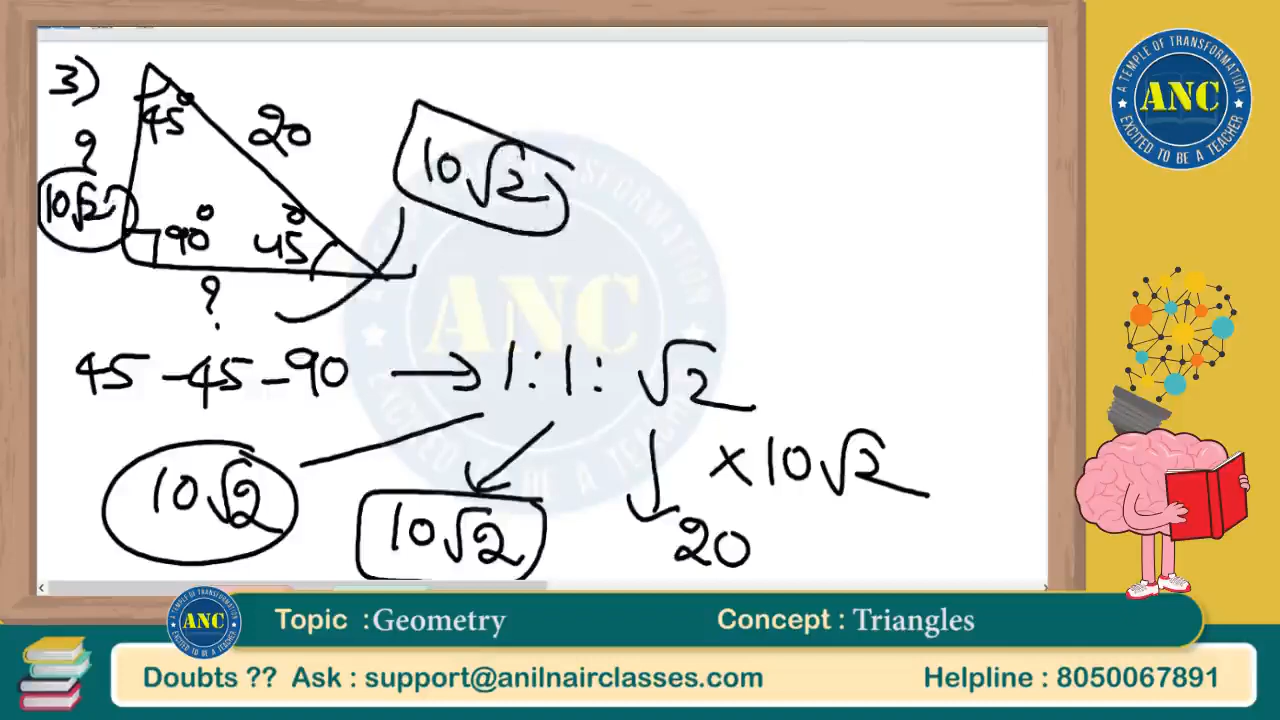 3)
45°
20
?
10√2
10√2
90°
45°
?
45 - 45 - 90 → 1 : 1 : √2
× 10√2
10√2
10√2
20
A TEMPLE OF TRANSFORMATION
ANC
EXCITED TO BE A TEACHER
ANC
ANC
Topic : Geometry
Concept : Triangles
Doubts ?? Ask : support@anilnairclasses.com
Helpline : 8050067891